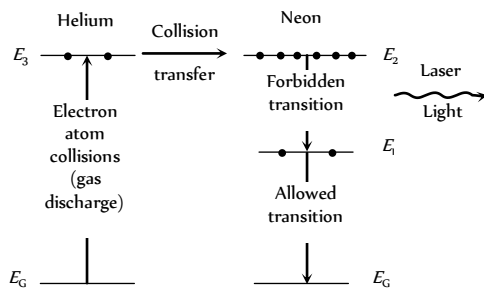 Helium
Collision
transfer
Neon
E3
E2
Electron
atom
collisions
(gas
discharge)
Forbidden
transition
Laser
Light
E1
Allowed
transition
EG
EG